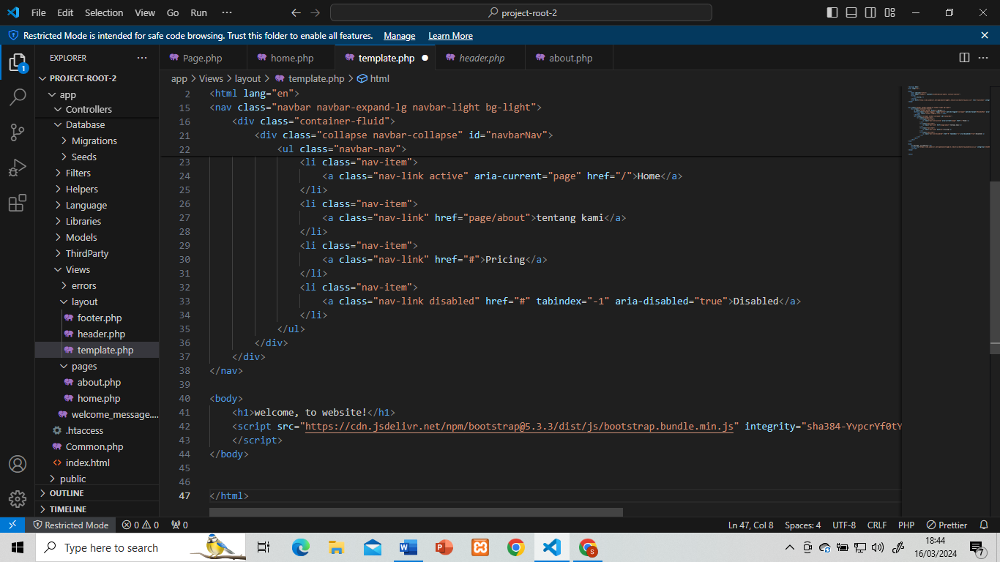 File Edit Selection View Go Run ···
project-root-2
Restricted Mode is intended for safe code browsing. Trust this folder to enable all features. Manage Learn More
EXPLORER ···
Page.php home.php template.php header.php about.php ···
PROJECT-ROOT-2
app > Views > layout > template.php > html
1
app
Controllers
Database
Migrations
Seeds
Filters
Helpers
Language
Libraries
Models
ThirdParty
Views
errors
layout
footer.php
header.php
template.php
pages
about.php
home.php
welcome_message....
.htaccess
Common.php
index.html
public
OUTLINE
TIMELINE
2 <html lang="en">
15 <nav class="navbar navbar-expand-lg navbar-light bg-light">
16 <div class="container-fluid">
21 <div class="collapse navbar-collapse" id="navbarNav">
22 <ul class="navbar-nav">
23 <li class="nav-item">
24 <a class="nav-link active" aria-current="page" href="/">Home</a>
25 </li>
26 <li class="nav-item">
27 <a class="nav-link" href="page/about">tentang kami</a>
28 </li>
29 <li class="nav-item">
30 <a class="nav-link" href="#">Pricing</a>
31 </li>
32 <li class="nav-item">
33 <a class="nav-link disabled" href="#" tabindex="-1" aria-disabled="true">Disabled</a>
34 </li>
35 </ul>
36 </div>
37 </div>
38 </nav>
39
40 <body>
41 <h1>welcome, to website!</h1>
42 <script src="https://cdn.jsdelivr.net/npm/bootstrap@5.3.3/dist/js/bootstrap.bundle.min.js" integrity="sha384-YvpcrYf0tY
43 </script>
44 </body>
45
46
47 </html>
Restricted Mode 0 0 0 Ln 47, Col 8 Spaces: 4 UTF-8 CRLF PHP Prettier
Type here to search
18:44
16/03/2024
7